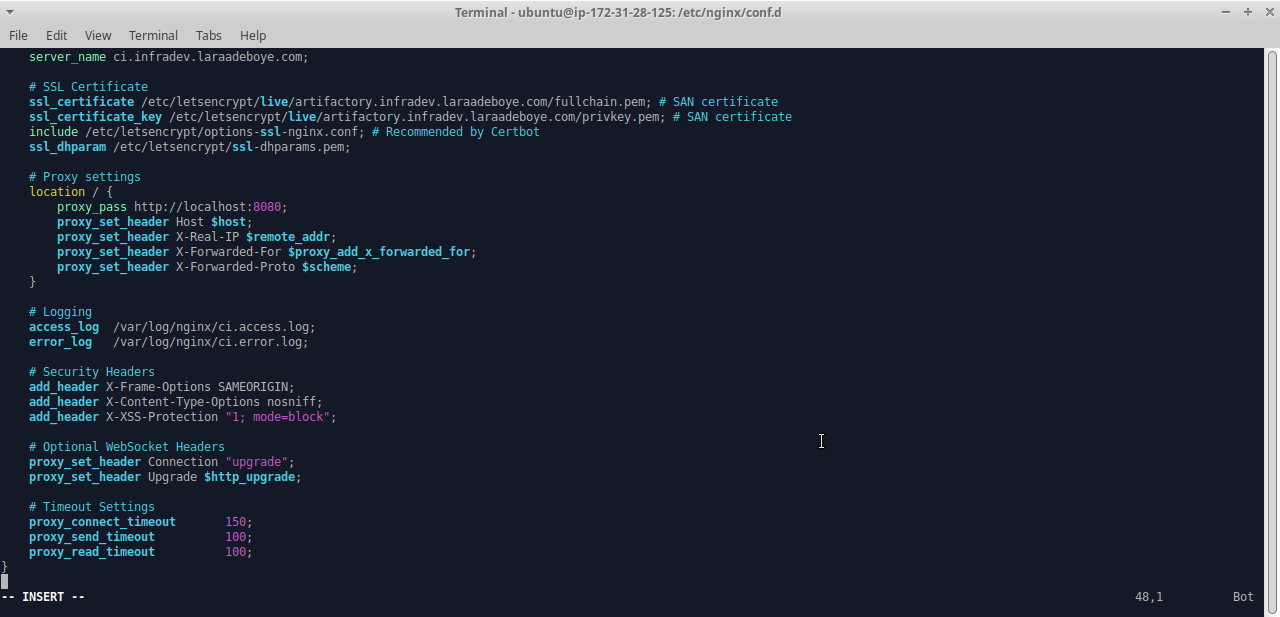 Terminal - ubuntu@ip-172-31-28-125: /etc/nginx/conf.d
File Edit View Terminal Tabs Help
    server_name ci.infradev.laraadeboye.com;

    # SSL Certificate
    ssl_certificate /etc/letsencrypt/live/artifactory.infradev.laraadeboye.com/fullchain.pem; # SAN certificate
    ssl_certificate_key /etc/letsencrypt/live/artifactory.infradev.laraadeboye.com/privkey.pem; # SAN certificate
    include /etc/letsencrypt/options-ssl-nginx.conf; # Recommended by Certbot
    ssl_dhparam /etc/letsencrypt/ssl-dhparams.pem;

    # Proxy settings
    location / {
        proxy_pass http://localhost:8080;
        proxy_set_header Host $host;
        proxy_set_header X-Real-IP $remote_addr;
        proxy_set_header X-Forwarded-For $proxy_add_x_forwarded_for;
        proxy_set_header X-Forwarded-Proto $scheme;
    }

    # Logging
    access_log  /var/log/nginx/ci.access.log;
    error_log   /var/log/nginx/ci.error.log;

    # Security Headers
    add_header X-Frame-Options SAMEORIGIN;
    add_header X-Content-Type-Options nosniff;
    add_header X-XSS-Protection "1; mode=block";

    # Optional WebSocket Headers
    proxy_set_header Connection "upgrade";
    proxy_set_header Upgrade $http_upgrade;

    # Timeout Settings
    proxy_connect_timeout       150;
    proxy_send_timeout          100;
    proxy_read_timeout          100;
}
-- INSERT -- 48,1 Bot